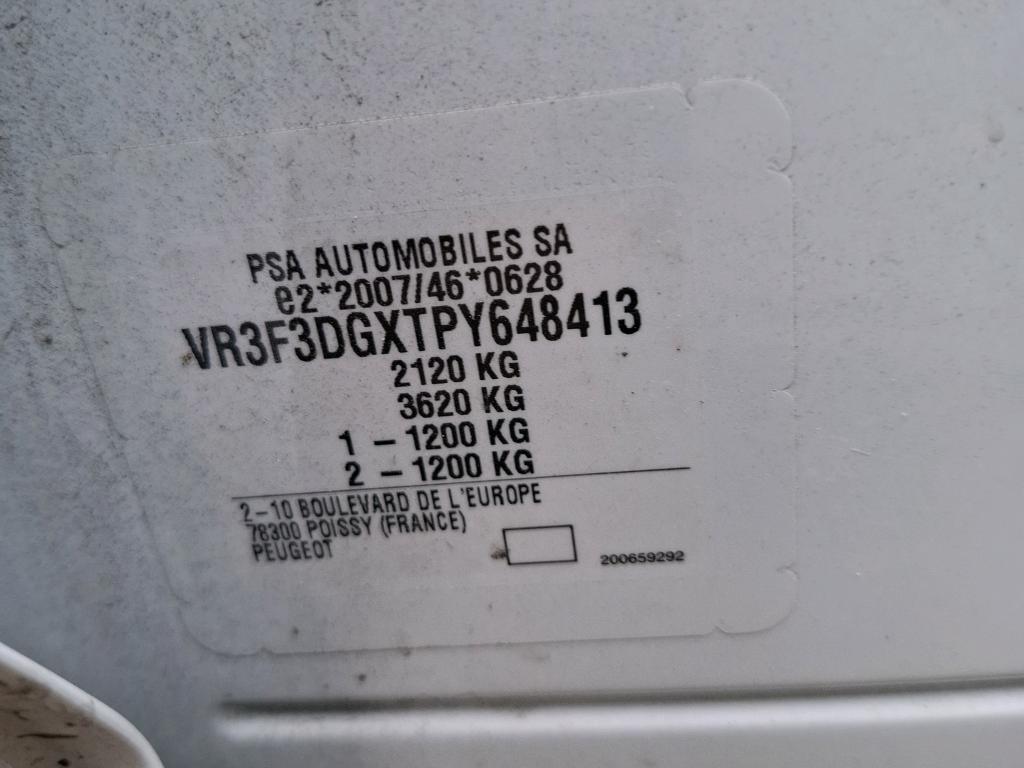 PSA AUTOMOBILES SA
e2*2007/46*0628
VR3F3DGXTPY648413
2120 KG
3620 KG
1 – 1200 KG
2 – 1200 KG
2–10 BOULEVARD DE L'EUROPE
78300 POISSY (FRANCE)
PEUGEOT
200659292